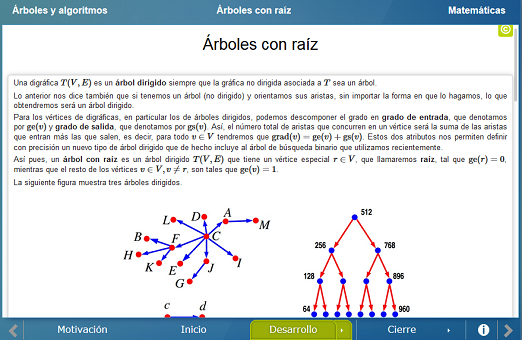 Árboles y algoritmos
Árboles con raíz
Matemáticas
Árboles con raíz
Una digráfica T(V, E) es un árbol dirigido siempre que la gráfica no dirigida asociada a T sea un árbol.
Lo anterior nos dice también que si tenemos un árbol (no dirigido) y orientamos sus aristas, sin importar la forma en que lo hagamos, lo que
obtendremos será un árbol dirigido.
Para los vértices de digráficas, en particular los de árboles dirigidos, podemos descomponer el grado en grado de entrada, que denotamos
por ge(v) y grado de salida, que denotamos por gs(v). Así, el número total de aristas que concurren en un vértice será la suma de las aristas
que entran más las que salen, es decir, para todo v ∈ V tendremos que grad(v) = ge(v) + gs(v). Estos dos atributos nos permiten definir
con precisión un nuevo tipo de árbol dirigido que de hecho incluye al árbol de búsqueda binario que utilizamos recientemente.
Así pues, un árbol con raíz es un árbol dirigido T(V, E) que tiene un vértice especial r ∈ V, que llamaremos raíz, tal que ge(r) = 0,
mientras que el resto de los vértices v ∈ V, v ≠ r, son tales que ge(v) = 1.
La siguiente figura muestra tres árboles dirigidos.
L D A M
B F C
H K E J I
G
c d
512
256 768
128 896
64 960
Motivación
Inicio
Desarrollo
Cierre
i